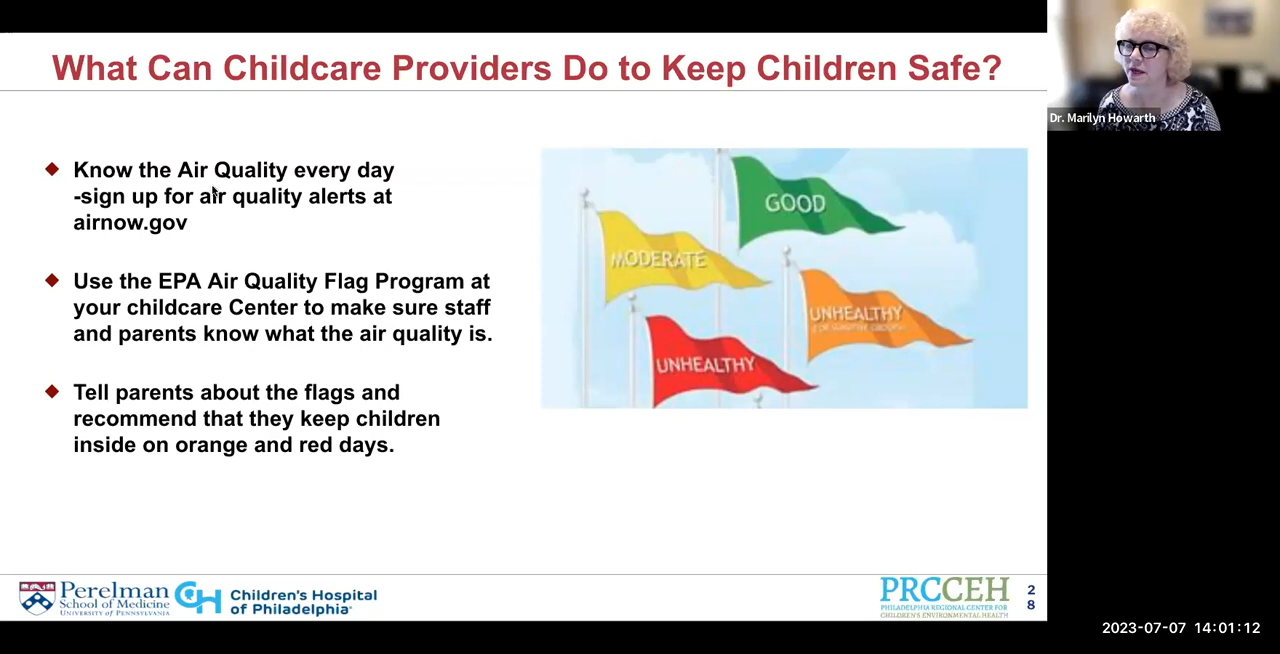 What Can Childcare Providers Do to Keep Children Safe?
Dr. Marilyn Howarth
Know the Air Quality every day
-sign up for air quality alerts at
airnow.gov
Use the EPA Air Quality Flag Program at
your childcare Center to make sure staff
and parents know what the air quality is.
Tell parents about the flags and
recommend that they keep children
inside on orange and red days.
GOOD
MODERATE
UNHEALTHY
(FOR SENSITIVE GROUPS)
UNHEALTHY
Perelman
School of Medicine
UNIVERSITY OF PENNSYLVANIA
CH
Children's Hospital
of Philadelphia
PRCCEH
PHILADELPHIA REGIONAL CENTER FOR
CHILDREN'S ENVIRONMENTAL HEALTH
2
8
2023-07-07 14:01:12